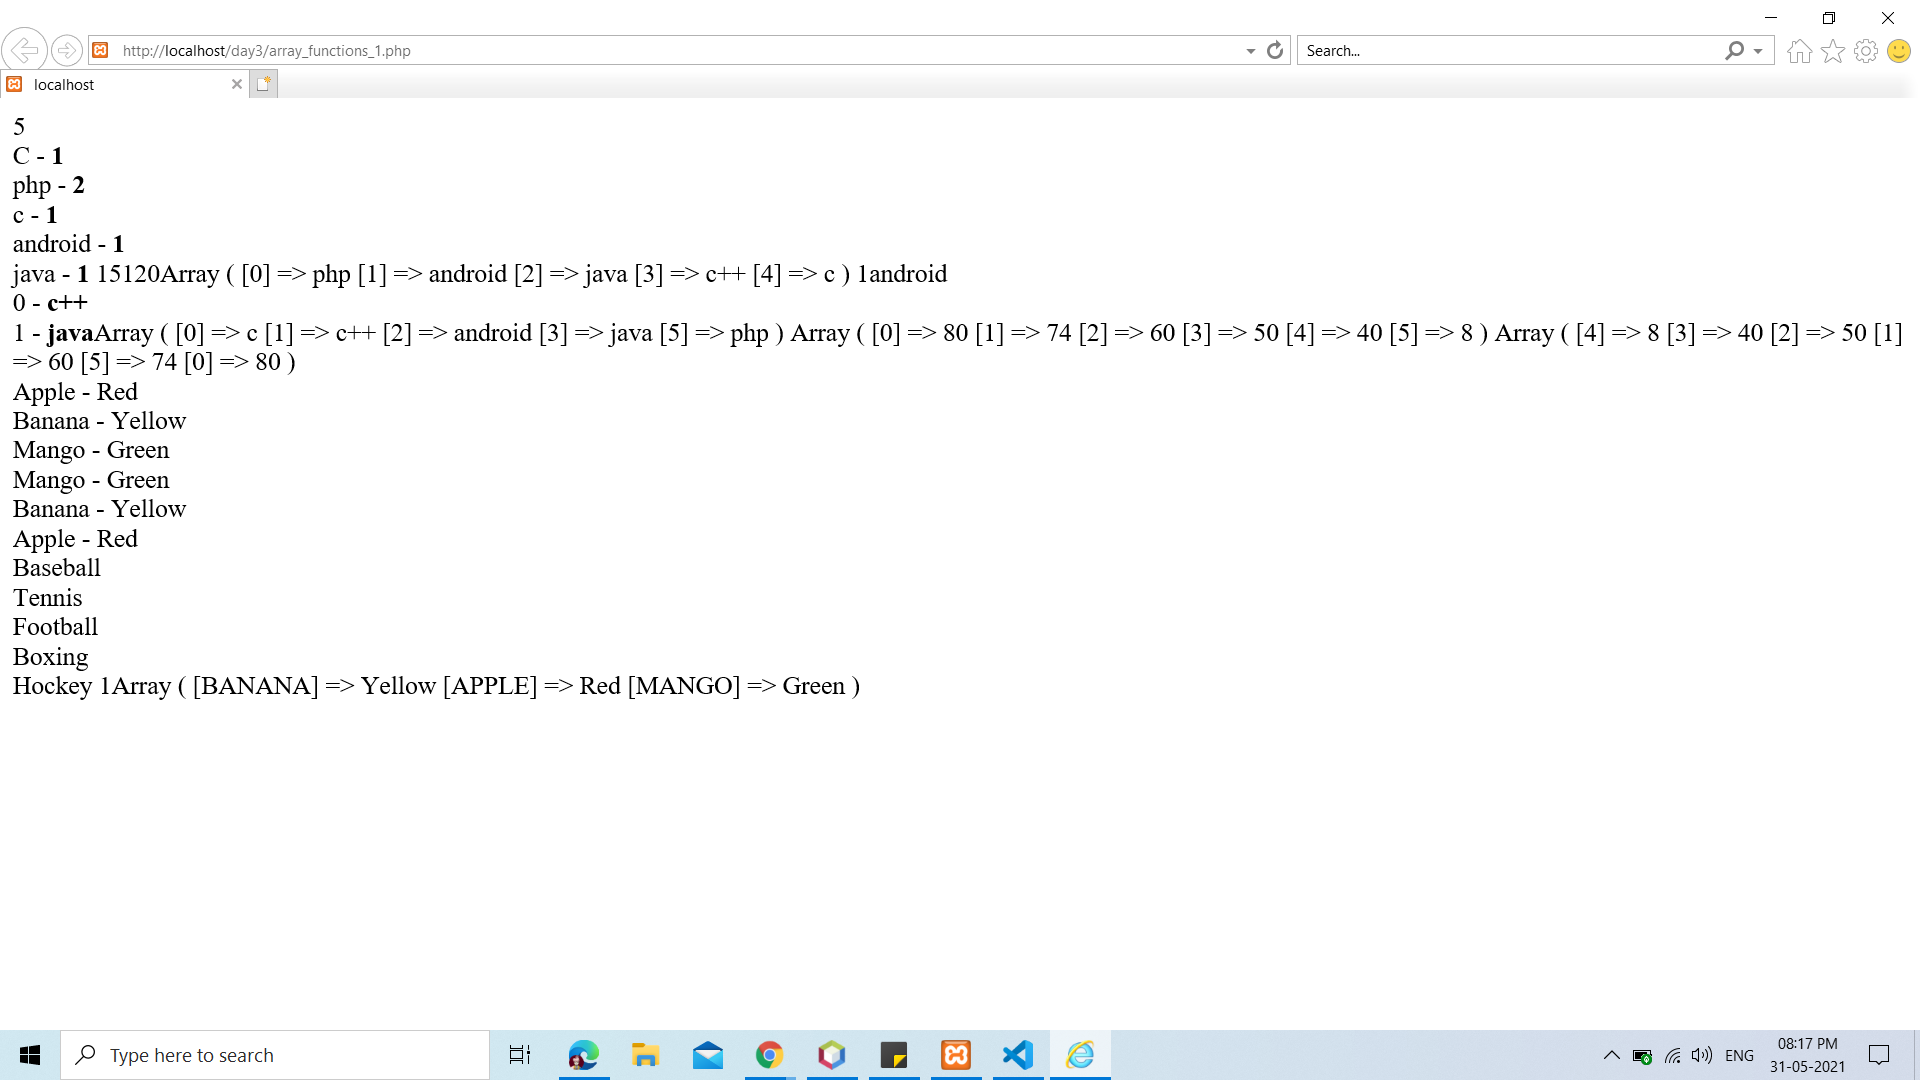 http://localhost/day3/array_functions_1.php
Search...
localhost
5
C - 1
php - 2
c - 1
android - 1
java - 1 15120Array ( [0] => php [1] => android [2] => java [3] => c++ [4] => c ) 1android
0 - c++
1 - javaArray ( [0] => c [1] => c++ [2] => android [3] => java [5] => php ) Array ( [0] => 80 [1] => 74 [2] => 60 [3] => 50 [4] => 40 [5] => 8 ) Array ( [4] => 8 [3] => 40 [2] => 50 [1]
=> 60 [5] => 74 [0] => 80 )
Apple - Red
Banana - Yellow
Mango - Green
Mango - Green
Banana - Yellow
Apple - Red
Baseball
Tennis
Football
Boxing
Hockey 1Array ( [BANANA] => Yellow [APPLE] => Red [MANGO] => Green )
Type here to search
ENG
08:17 PM
31-05-2021